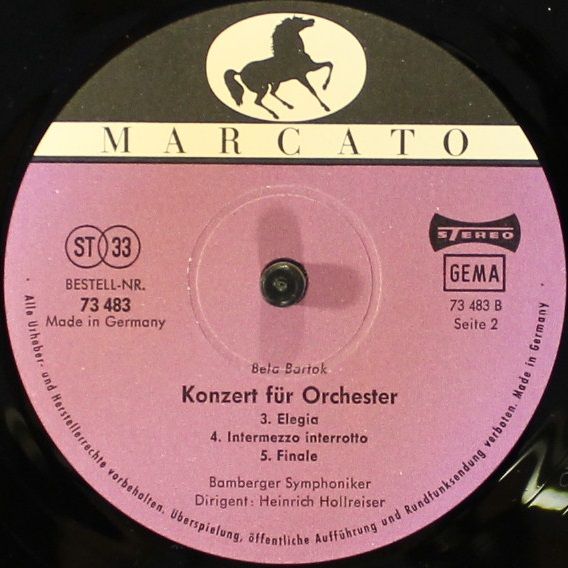 MARCATO
ST 33
BESTELL-NR.
73 483
Made in Germany
STEREO
GEMA
73 483 B
Seite 2
Bela Bartok
Konzert für Orchester
3. Elegia
4. Intermezzo interrotto
5. Finale
Bamberger Symphoniker
Dirigent: Heinrich Hollreiser
Alle Urheber- und Herstellerrechte vorbehalten. Überspielung, öffentliche Aufführung und Rundfunksendung verboten. Made in Germany